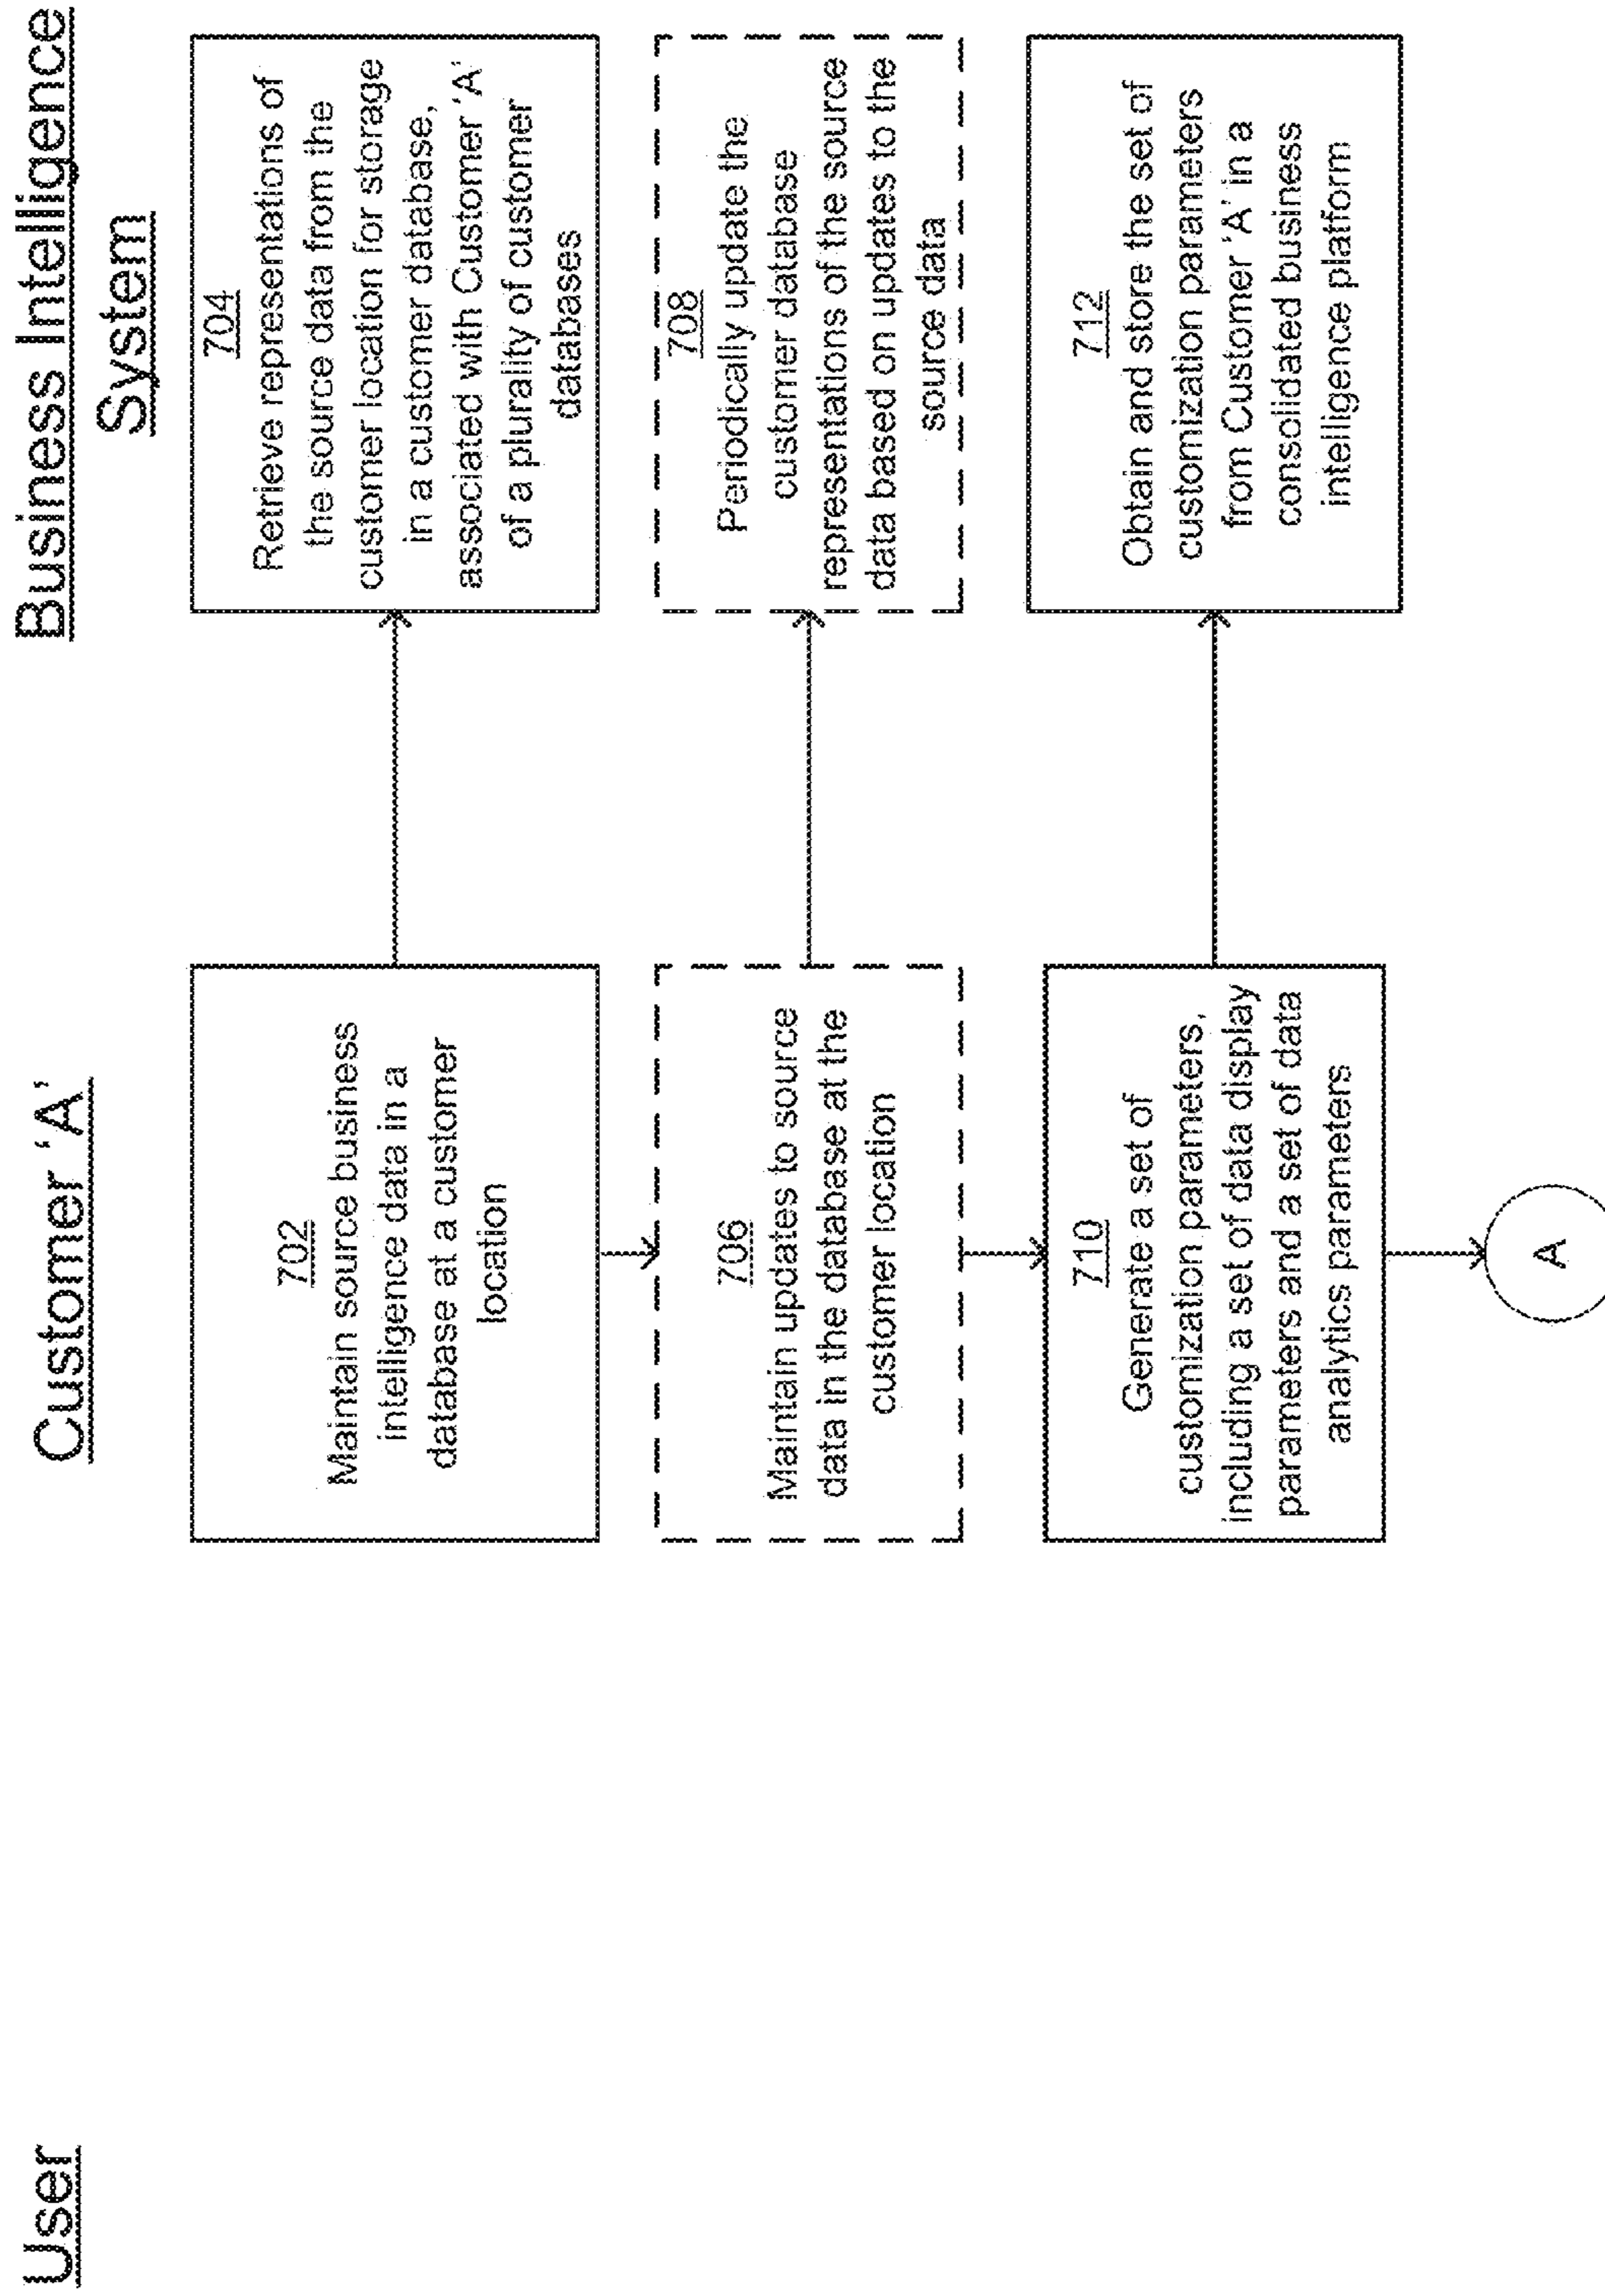 User
Customer 'A'
Business Intelligence
System
702
Maintain source business
intelligence data in a
database at a customer
location
704
Retrieve representations of
the source data from the
customer location for storage
in a customer database,
associated with Customer 'A'
of a plurality of customer
databases
706
Maintain updates to source
data in the database at the
customer location
708
Periodically update the
customer database
representations of the source
data based on updates to the
source data
710
Generate a set of
customization parameters,
including a set of data display
parameters and a set of data
analytics parameters
712
Obtain and store the set of
customization parameters
from Customer 'A' in a
consolidated business
intelligence platform
A